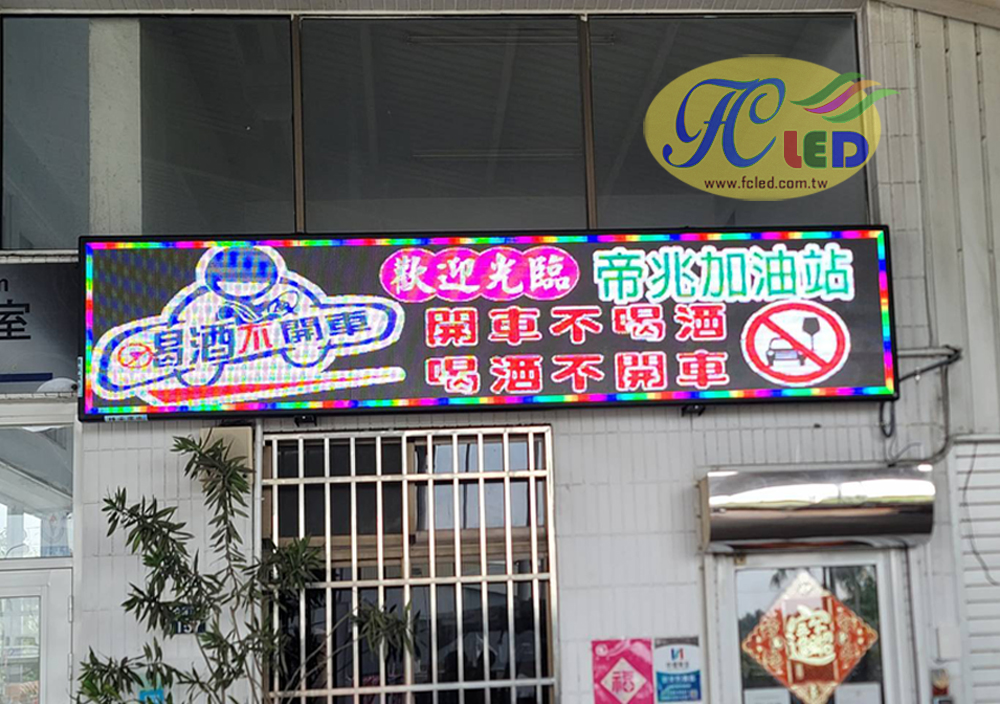 FC LED
www.fcled.com.tw
歡迎光臨 帝兆加油站
喝酒不開車
開車不喝酒
喝酒不開車
室
福